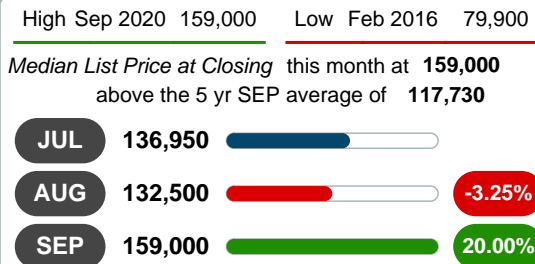 High Sep 2020 159,000 Low Feb 2016 79,900
Median List Price at Closing this month at 159,000
above the 5 yr SEP average of 117,730
JUL 136,950
AUG 132,500 -3.25%
SEP 159,000 20.00%